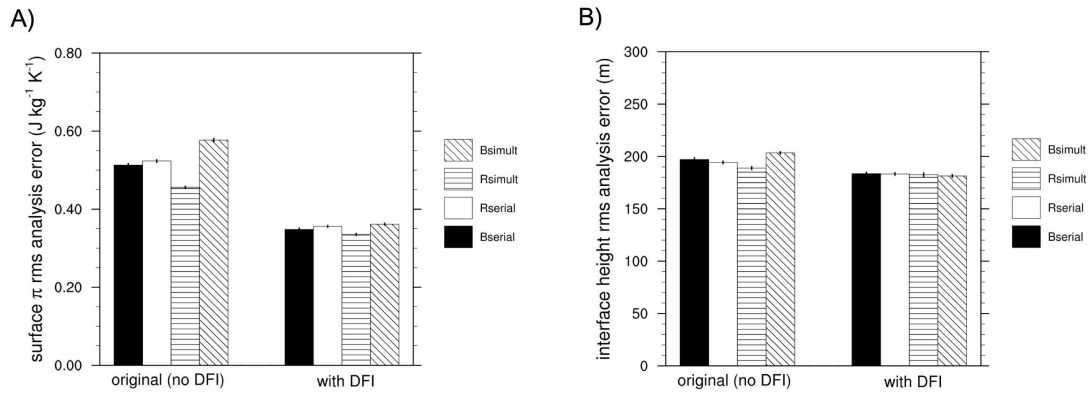 A)
surface π rms analysis error (J kg⁻¹ K⁻¹)
0.80
0.60
0.40
0.20
0.00
original (no DFI)
with DFI
Bsimult
Rsimult
Rserial
Bserial
B)
interface height rms analysis error (m)
300
250
200
150
100
50
0
original (no DFI)
with DFI
Bsimult
Rsimult
Rserial
Bserial